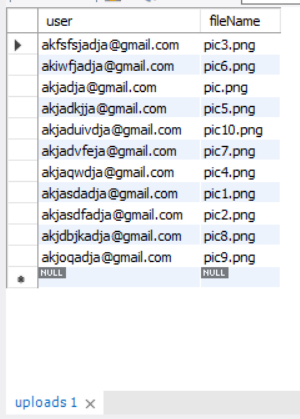 user fileName
akfsfsjadja@gmail.com pic3.png
akiwfjadja@gmail.com pic6.png
akjadja@gmail.com pic.png
akjadkjja@gmail.com pic5.png
akjaduivdja@gmail.com pic10.png
akjadvfeja@gmail.com pic7.png
akjaqwdja@gmail.com pic4.png
akjasdadja@gmail.com pic1.png
akjasdfadja@gmail.com pic2.png
akjdbjkadja@gmail.com pic8.png
akjoqadja@gmail.com pic9.png
NULL NULL
uploads 1